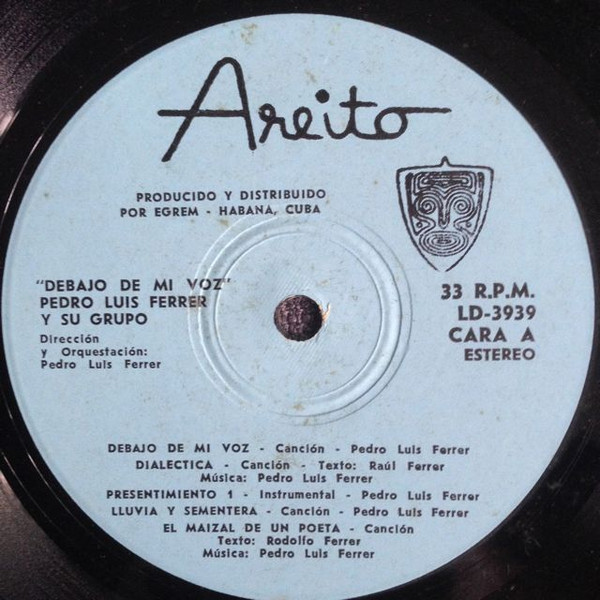 Areito
PRODUCIDO Y DISTRIBUIDO
POR EGREM - HABANA, CUBA
"DEBAJO DE MI VOZ"
PEDRO LUIS FERRER
Y SU GRUPO
Dirección
y Orquestación:
Pedro Luis Ferrer
33 R.P.M.
LD-3939
CARA A
ESTEREO
DEBAJO DE MI VOZ - Canción - Pedro Luis Ferrer
DIALECTICA - Canción - Texto: Raúl Ferrer
Música: Pedro Luis Ferrer
PRESENTIMIENTO 1 - Instrumental - Pedro Luis Ferrer
LLUVIA Y SEMENTERA - Canción - Pedro Luis Ferrer
EL MAIZAL DE UN POETA - Canción
Texto: Rodolfo Ferrer
Música: Pedro Luis Ferrer